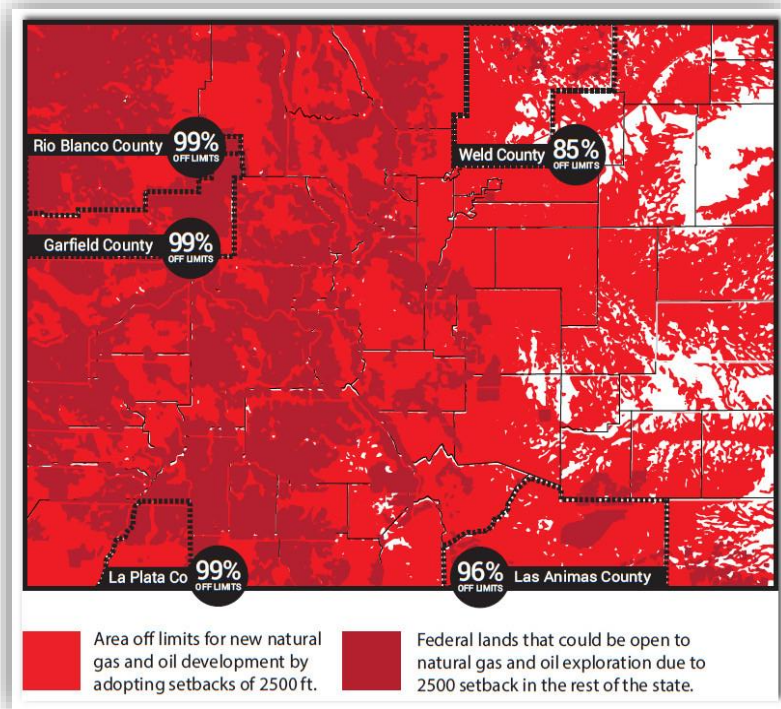 Rio Blanco County 99%
OFF LIMITS
Weld County 85%
OFF LIMITS
Garfield County 99%
OFF LIMITS
La Plata Co 99%
OFF LIMITS
96% Las Animas County
OFF LIMITS
Area off limits for new natural
gas and oil development by
adopting setbacks of 2500 ft.
Federal lands that could be open to
natural gas and oil exploration due to
2500 setback in the rest of the state.